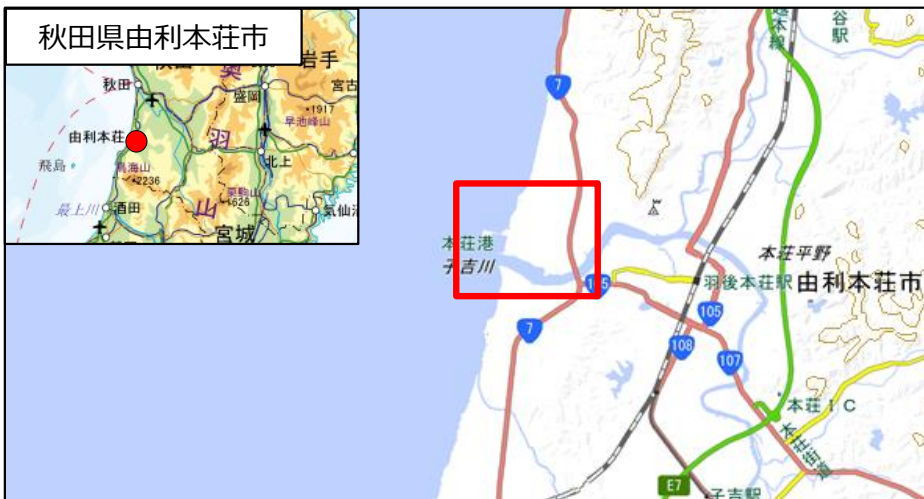 秋田県由利本荘市
岩手
奥
秋田
盛岡
宮古
1917
早池峰山
羽
由利本荘
北上
飛島
鳥海山
2236
栗駒山
1626
最上川
酒田
山
宮城
気仙沼
7
谷駅
本荘港
子吉川
105
羽後本荘駅
本荘平野
由利本荘市
105
7
108
107
本荘IC
本荘街道
E7
子吉駅